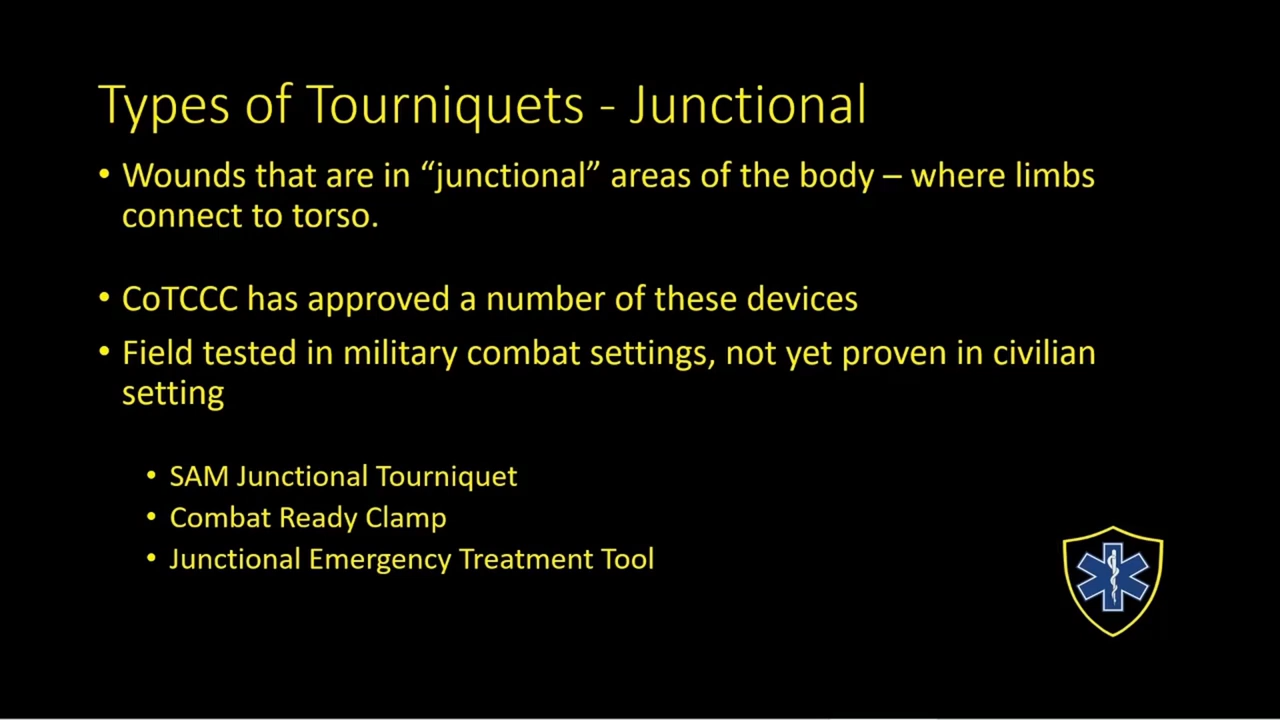 Types of Tourniquets - Junctional
• Wounds that are in “junctional” areas of the body – where limbs
connect to torso.
• CoTCCC has approved a number of these devices
• Field tested in military combat settings, not yet proven in civilian
setting
• SAM Junctional Tourniquet
• Combat Ready Clamp
• Junctional Emergency Treatment Tool